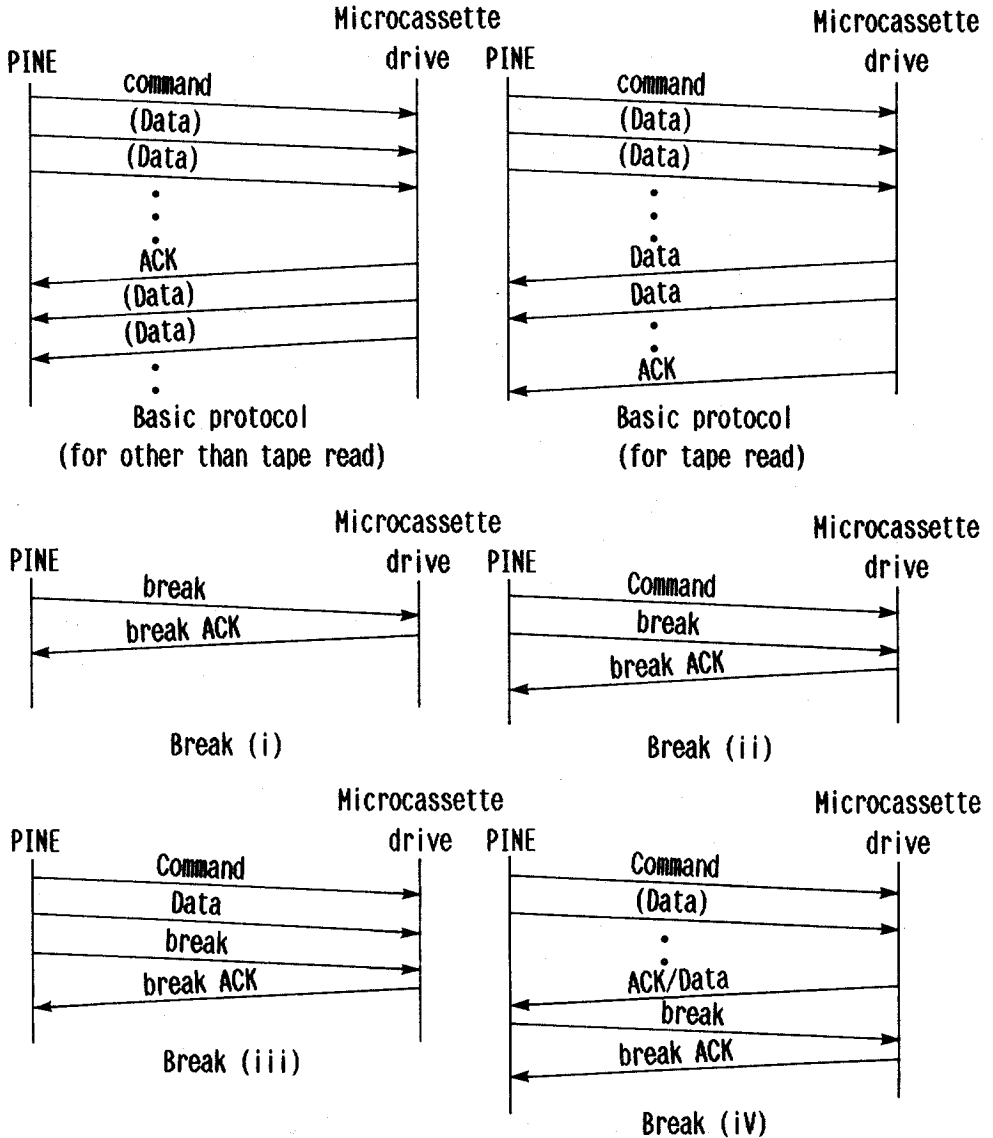 Microcassette
PINE drive
command
(Data)
(Data)
ACK
(Data)
(Data)
Basic protocol
(for other than tape read)
Microcassette
PINE drive
command
(Data)
(Data)
Data
Data
ACK
Basic protocol
(for tape read)
Microcassette
PINE drive
break
break ACK
Break (i)
Microcassette
PINE drive
Command
break
break ACK
Break (ii)
Microcassette
PINE drive
Command
Data
break
break ACK
Break (iii)
Microcassette
PINE drive
Command
(Data)
ACK/Data
break
break ACK
Break (iV)